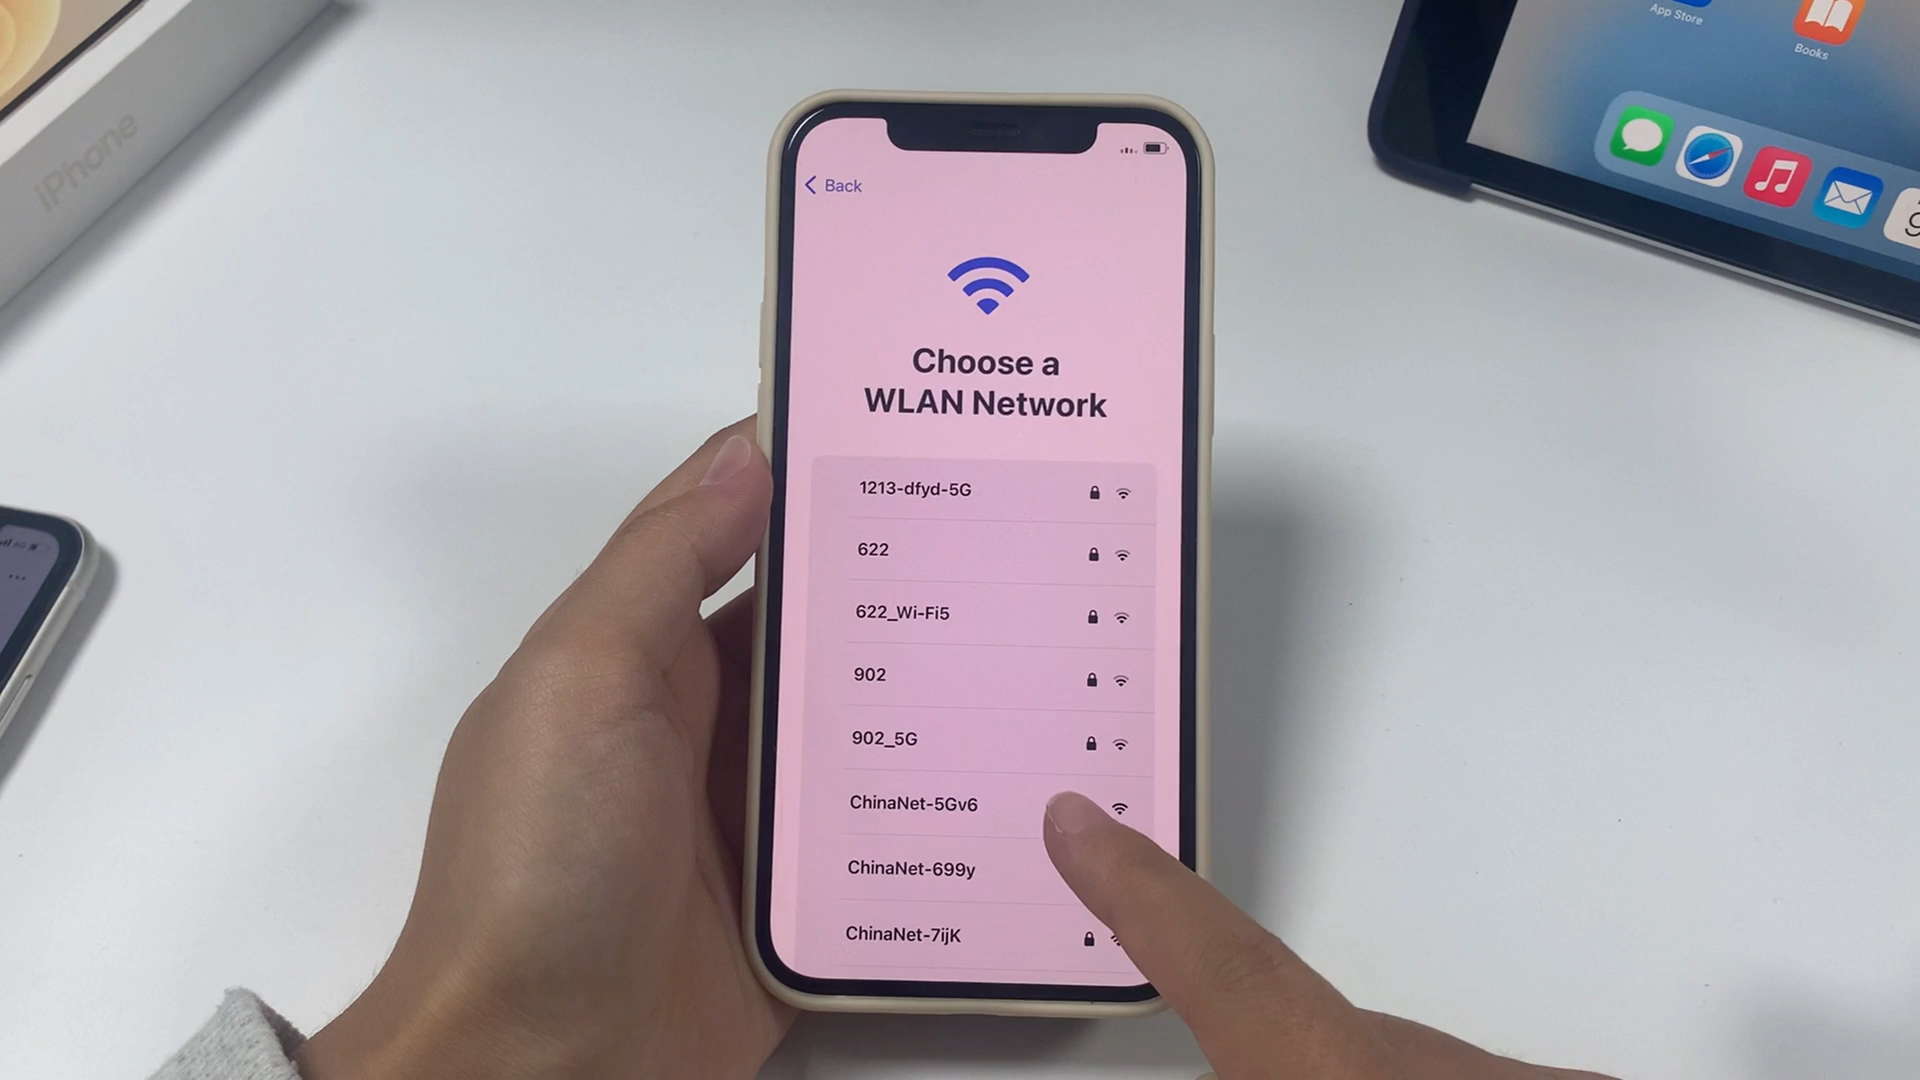 iPhone
App Store
Books
Back
Choose a
WLAN Network
1213-dfyd-5G
622
622_Wi-Fi5
902
902_5G
ChinaNet-5Gv6
ChinaNet-699y
ChinaNet-7ijK
4G